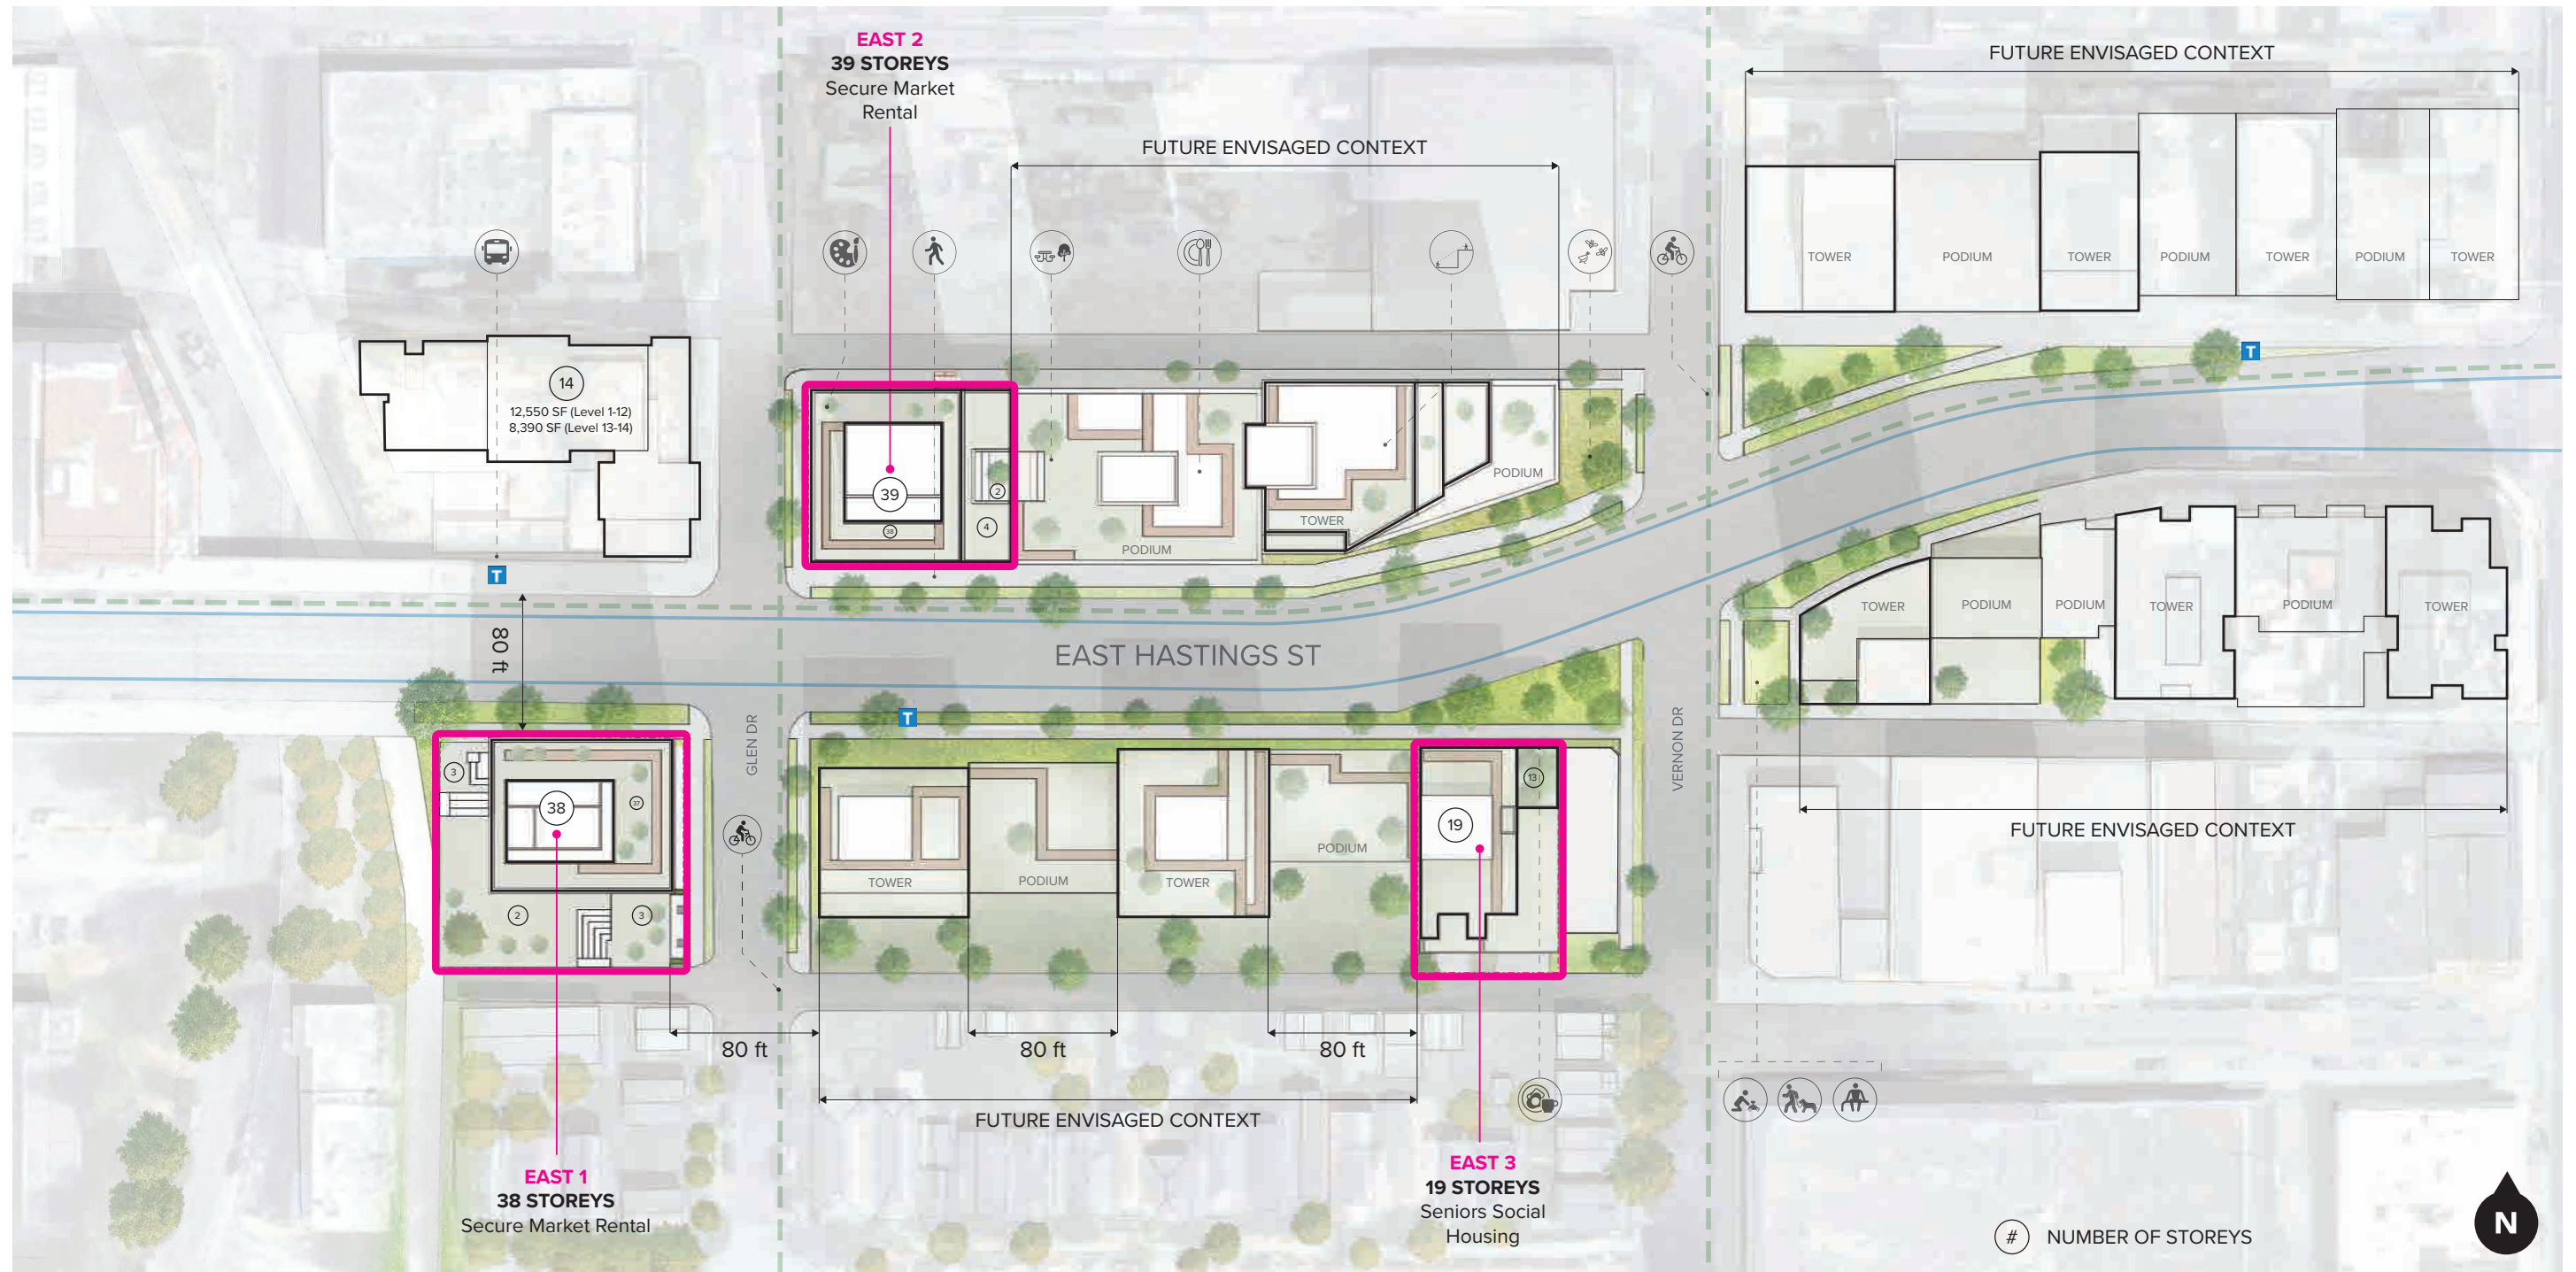 EAST 2
39 STOREYS
Secure Market
Rental
FUTURE ENVISAGED CONTEXT
FUTURE ENVISAGED CONTEXT
TOWER
PODIUM
TOWER
PODIUM
TOWER
PODIUM
TOWER
14
12,550 SF (Level 1-12)
8,390 SF (Level 13-14)
T
39
38
2
4
PODIUM
TOWER
PODIUM
T
T
80 ft
EAST HASTINGS ST
TOWER
PODIUM
PODIUM
TOWER
PODIUM
TOWER
FUTURE ENVISAGED CONTEXT
GLEN DR
VERNON DR
T
3
38
37
2
3
TOWER
PODIUM
TOWER
PODIUM
19
13
80 ft
80 ft
80 ft
FUTURE ENVISAGED CONTEXT
EAST 1
38 STOREYS
Secure Market Rental
EAST 3
19 STOREYS
Seniors Social
Housing
# NUMBER OF STOREYS
N